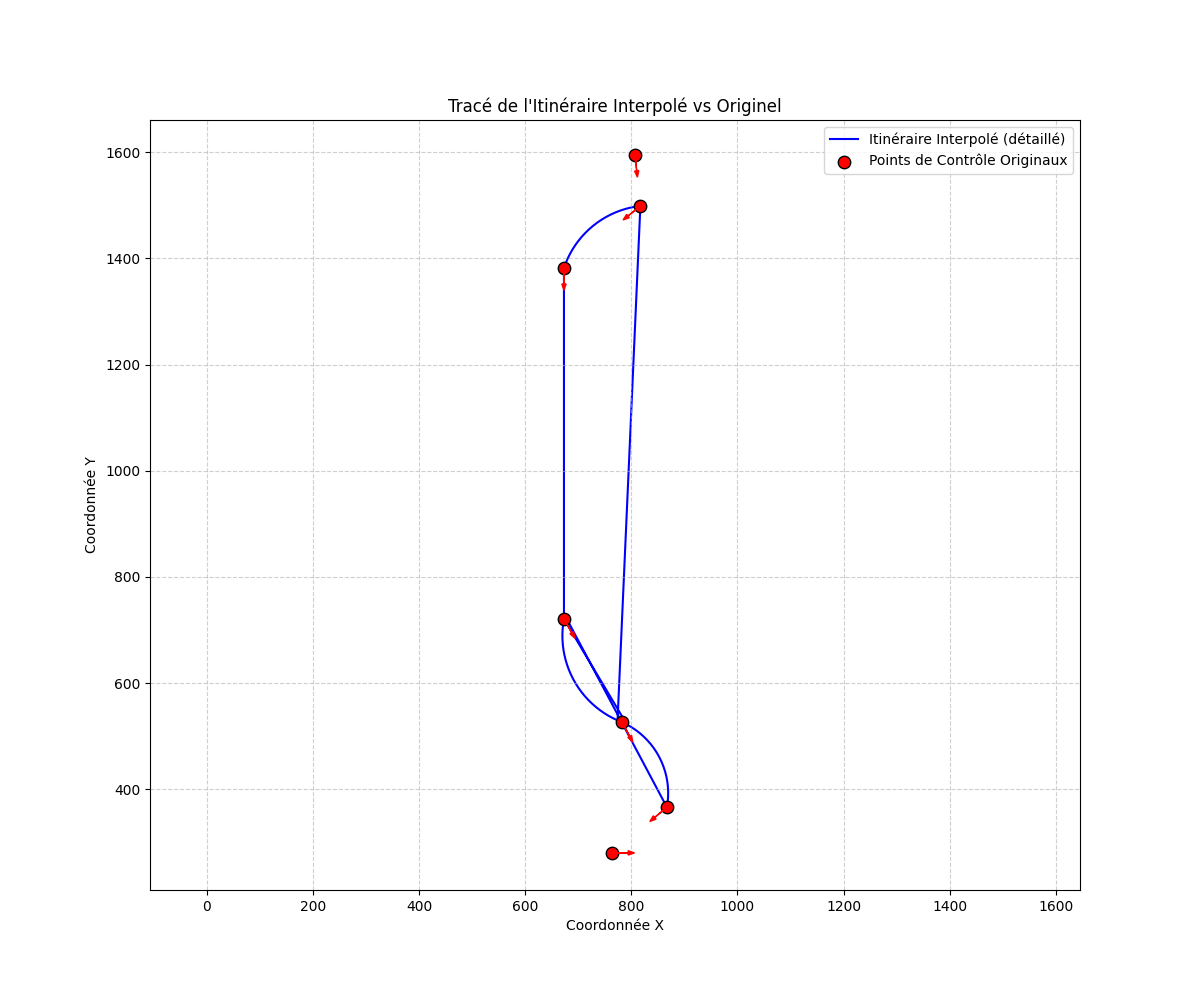 Tracé de l'Itinéraire Interpolé vs Originel
Itinéraire Interpolé (détaillé)
Points de Contrôle Originaux
1600
1400
1200
1000
800
600
400
Coordonnée Y
0 200 400 600 800 1000 1200 1400 1600
Coordonnée X